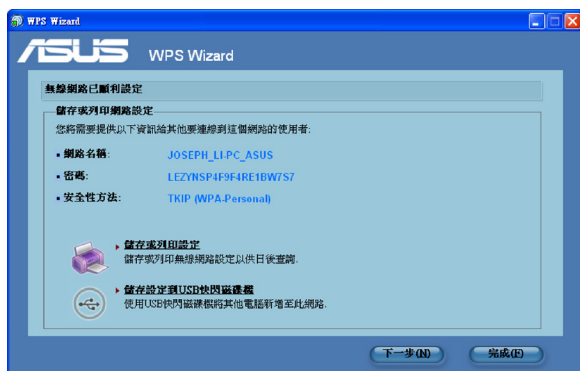 WPS Wizard
ASUS WPS Wizard
無線網路已順利設定
儲存或列印網路設定
您將需要提供以下資訊給其他要連線到這個網路的使用者:
▪ 網路名稱: JOSEPH_LI-PC_ASUS
▪ 密碼: LEZYNSP4F9F4RE1BW7S7
▪ 安全性方法: TKIP (WPA-Personal)
儲存或列印設定
儲存或列印無線網路設定以供日後查詢.
儲存設定到USB快閃磁碟機
使用USB快閃磁碟機將其他電腦新增至此網路.
下一步(N) 完成(F)